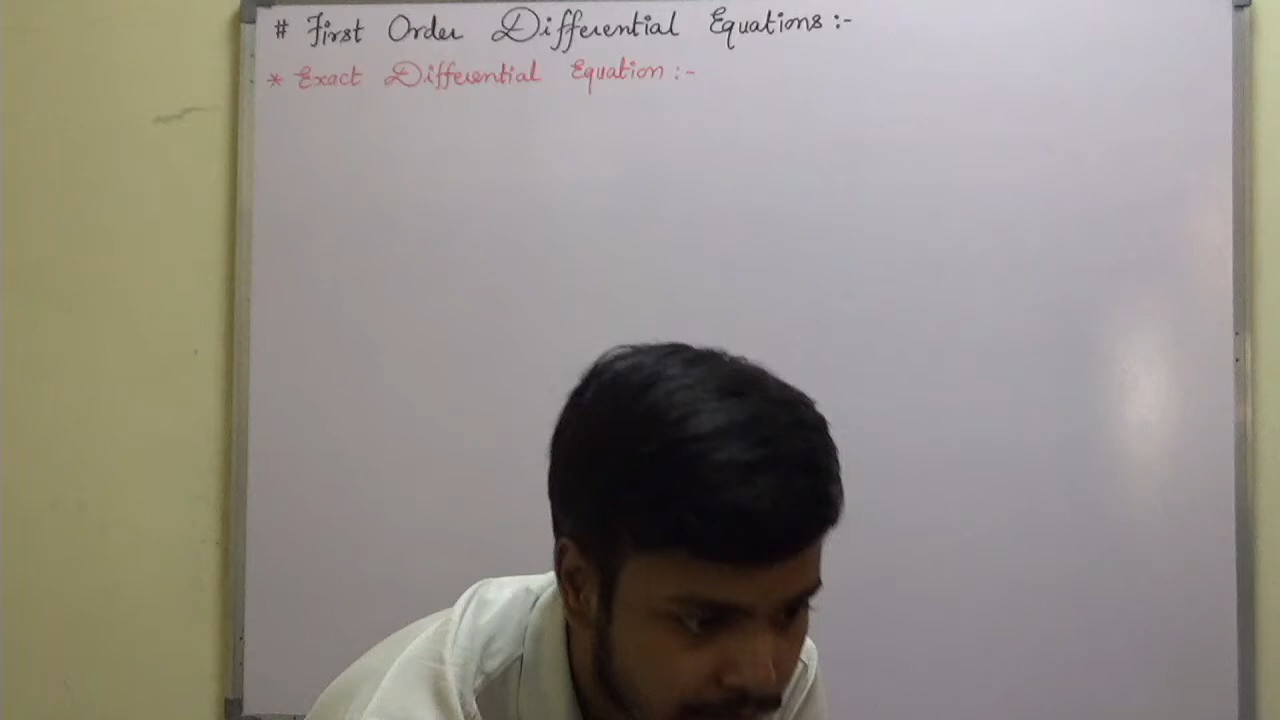 # First Order Differential Equations :-
* Exact Differential Equation :-